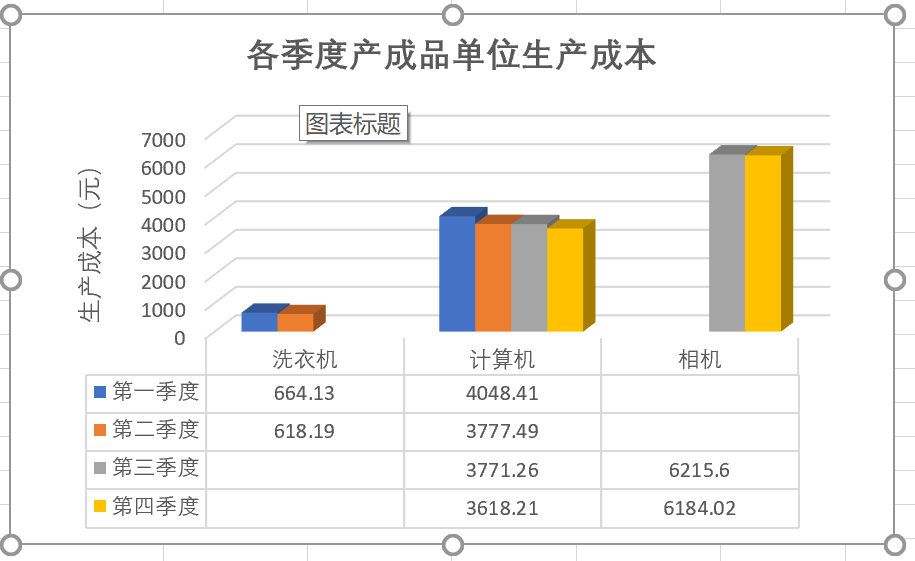 各季度产成品单位生产成本
图表标题
生产成本（元）
7000
6000
5000
4000
3000
2000
1000
0
洗衣机 计算机 相机
第一季度 664.13 4048.41
第二季度 618.19 3777.49
第三季度 3771.26 6215.6
第四季度 3618.21 6184.02